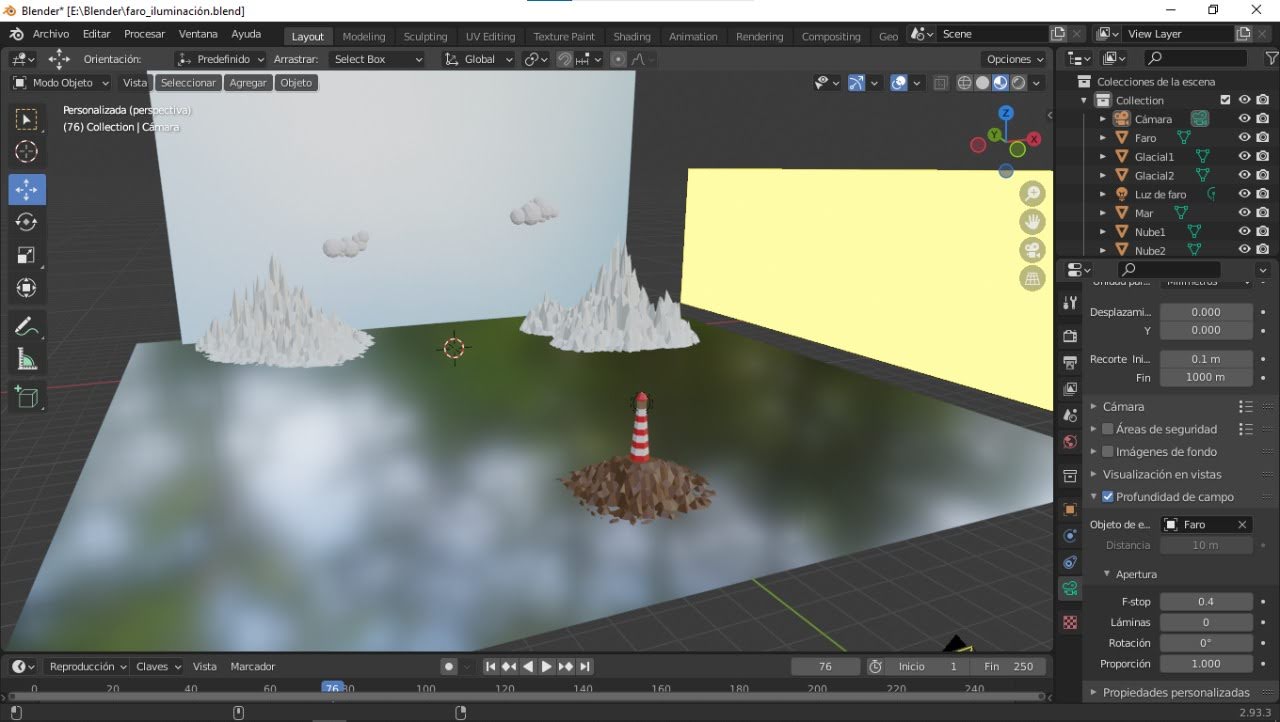 Blender* [E:\Blender\faro_iluminación.blend]
Archivo Editar Procesar Ventana Ayuda Layout Modeling Sculpting UV Editing Texture Paint Shading Animation Rendering Compositing Geo Scene View Layer
Orientación: Predefinido Arrastrar: Select Box Global Opciones
Modo Objeto Vista Seleccionar Agregar Objeto
Personalizada (perspectiva)
(76) Collection | Cámara
Z
Y
X
Colecciones de la escena
Collection
Cámara
Faro
Glacial1
Glacial2
Luz de faro
Mar
Nube1
Nube2
Desplazami... 0.000
Y 0.000
Recorte Ini... 0.1 m
Fin 1000 m
Cámara
Áreas de seguridad
Imágenes de fondo
Visualización en vistas
Profundidad de campo
Objeto de e... Faro
Distancia 10 m
Apertura
F-stop 0.4
Láminas 0
Rotación 0°
Proporción 1.000
Propiedades personalizadas
Reproducción Claves Vista Marcador 76 Inicio 1 Fin 250
0 20 40 60 76 80 100 120 140 160 180 200 220 240
2.93.3